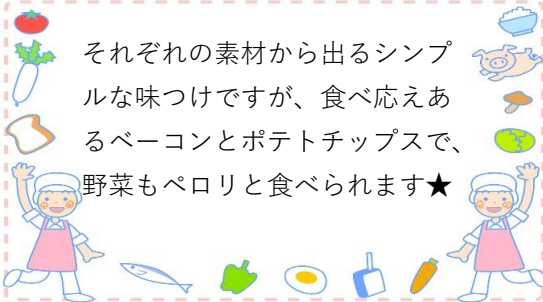 それぞれの素材から出るシンプ
ルな味つけですが、食べ応えあ
るベーコンとポテトチップスで、
野菜もペロリと食べられます★